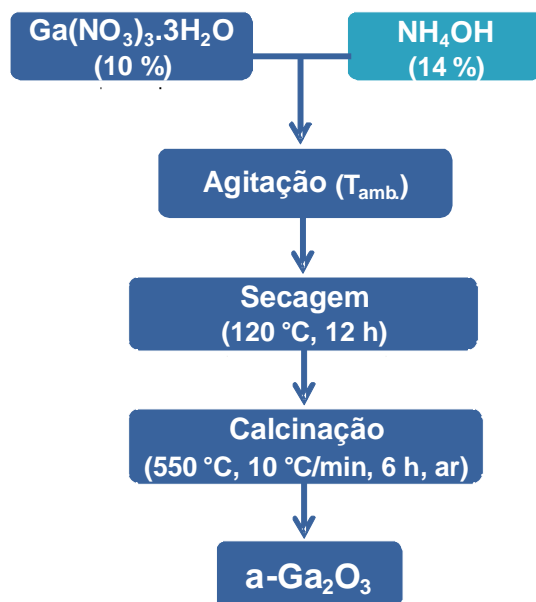 Ga(NO₃)₃.3H₂O
(10 %)
NH₄OH
(14 %)
Agitação (Tamb.)
Secagem
(120 °C, 12 h)
Calcinação
(550 °C, 10 °C/min, 6 h, ar)
a-Ga₂O₃